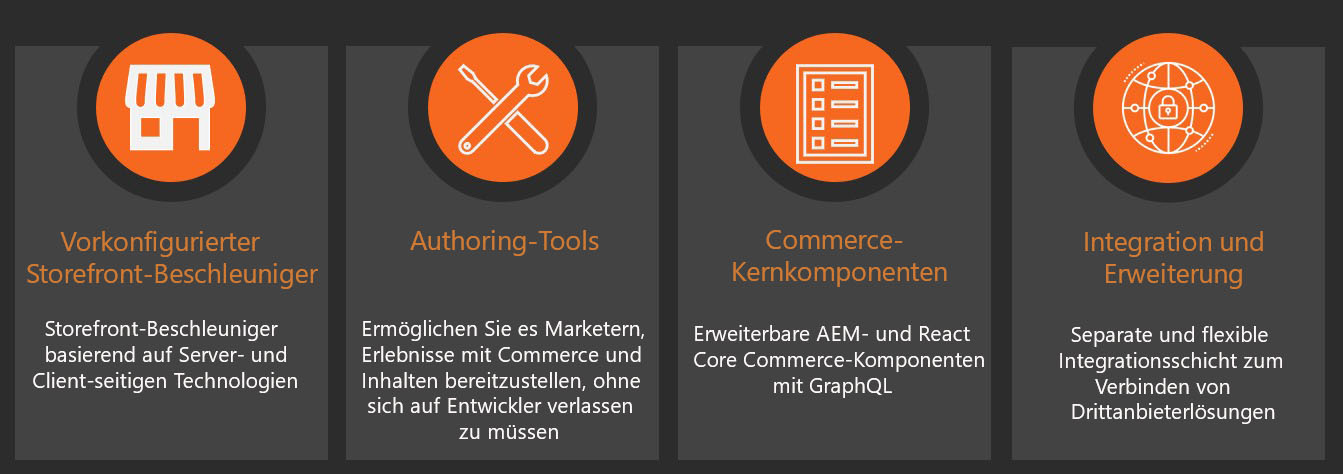 Vorkonfigurierter
Storefront-Beschleuniger
Storefront-Beschleuniger
basierend auf Server- und
Client-seitigen Technologien
Authoring-Tools
Ermöglichen Sie es Marketern,
Erlebnisse mit Commerce und
Inhalten bereitzustellen, ohne
sich auf Entwickler verlassen
zu müssen
Commerce-
Kernkomponenten
Erweiterbare AEM- und React
Core Commerce-Komponenten
mit GraphQL
Integration und
Erweiterung
Separate und flexible
Integrationsschicht zum
Verbinden von
Drittanbieterlösungen